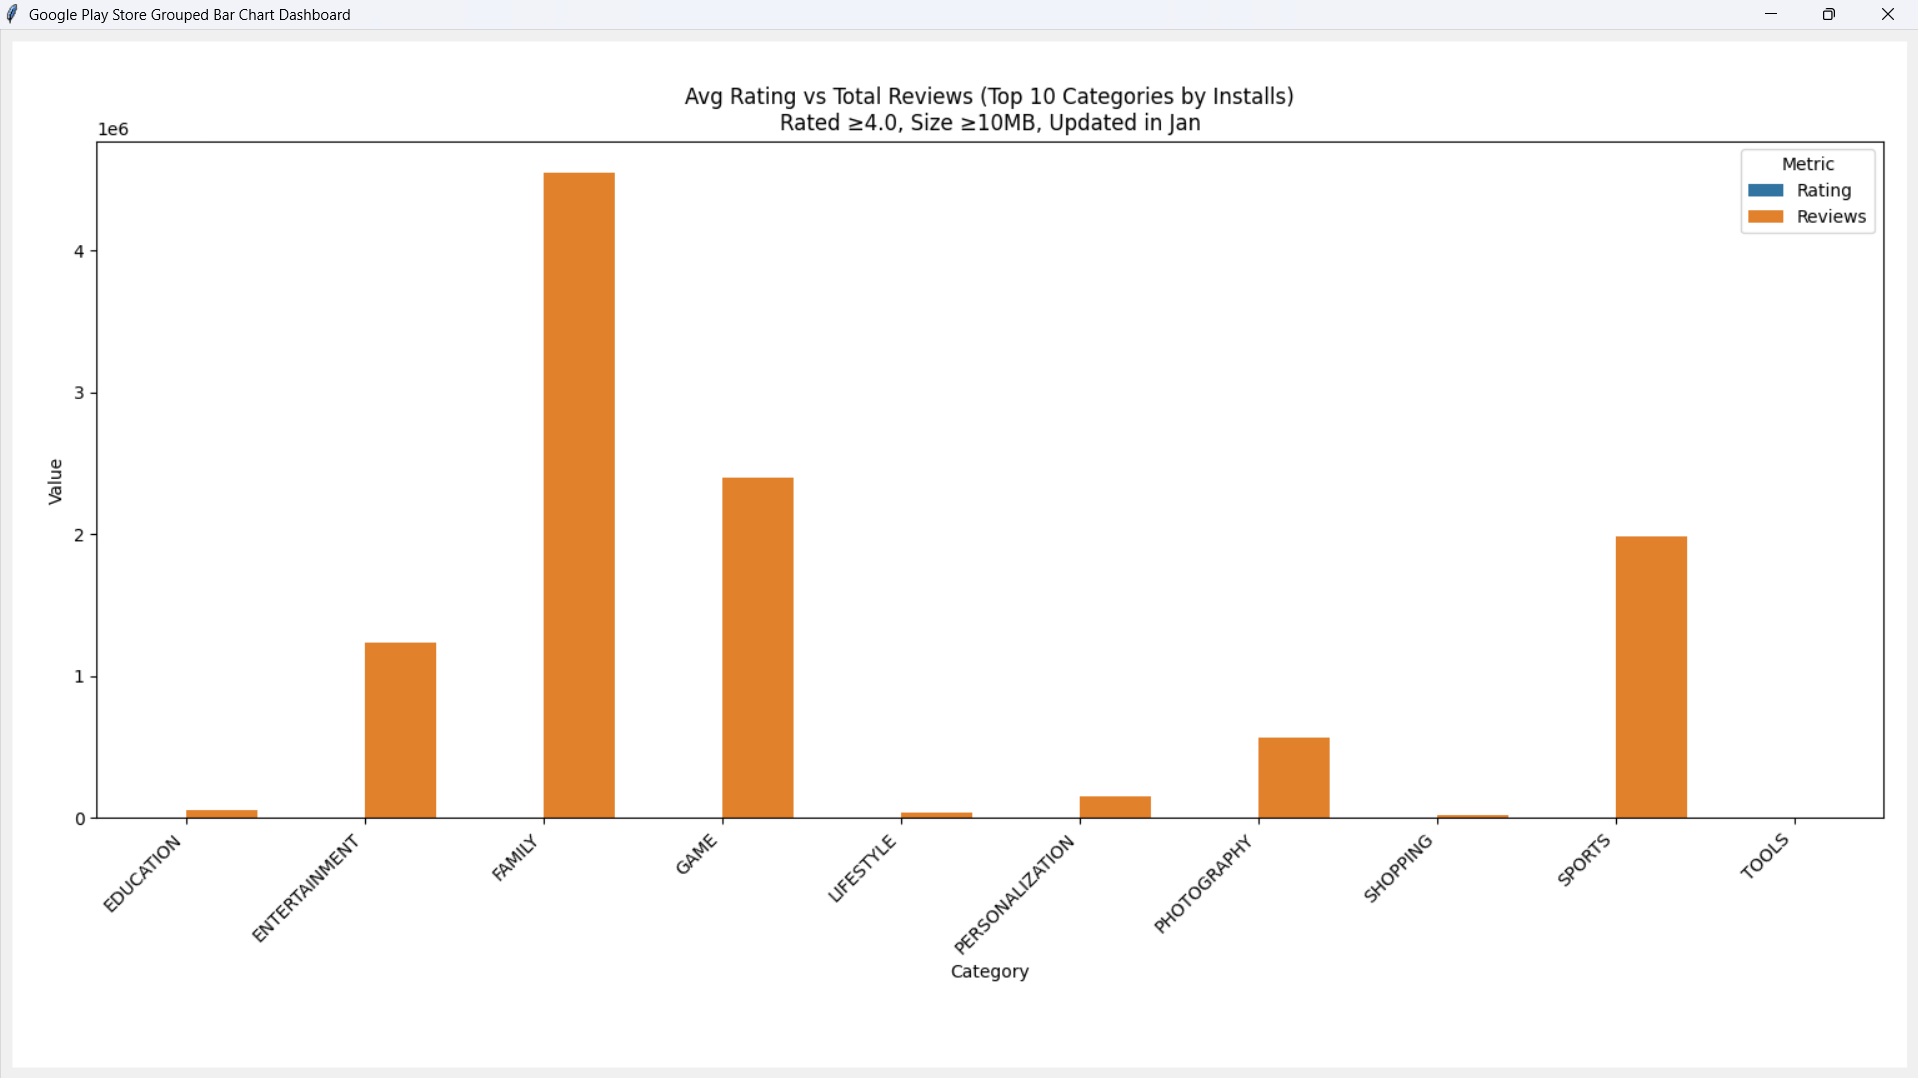 Google Play Store Grouped Bar Chart Dashboard
Avg Rating vs Total Reviews (Top 10 Categories by Installs)
Rated ≥4.0, Size ≥10MB, Updated in Jan
1e6
Metric
Rating
Reviews
4
3
2
1
0
Value
EDUCATION
ENTERTAINMENT
FAMILY
GAME
LIFESTYLE
PERSONALIZATION
PHOTOGRAPHY
SHOPPING
SPORTS
TOOLS
Category